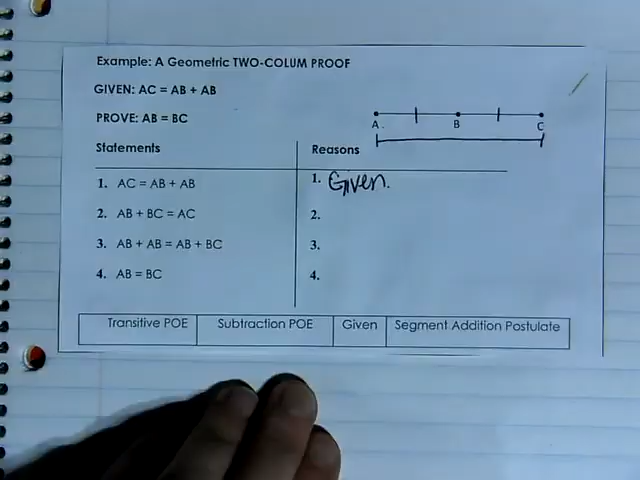 Example: A Geometric TWO-COLUM PROOF
GIVEN: AC = AB + AB
PROVE: AB = BC
A.
B
C
Statements
Reasons
1. AC = AB + AB
1. Given.
2. AB + BC = AC
2.
3. AB + AB = AB + BC
3.
4. AB = BC
4.
Transitive POE
Subtraction POE
Given
Segment Addition Postulate